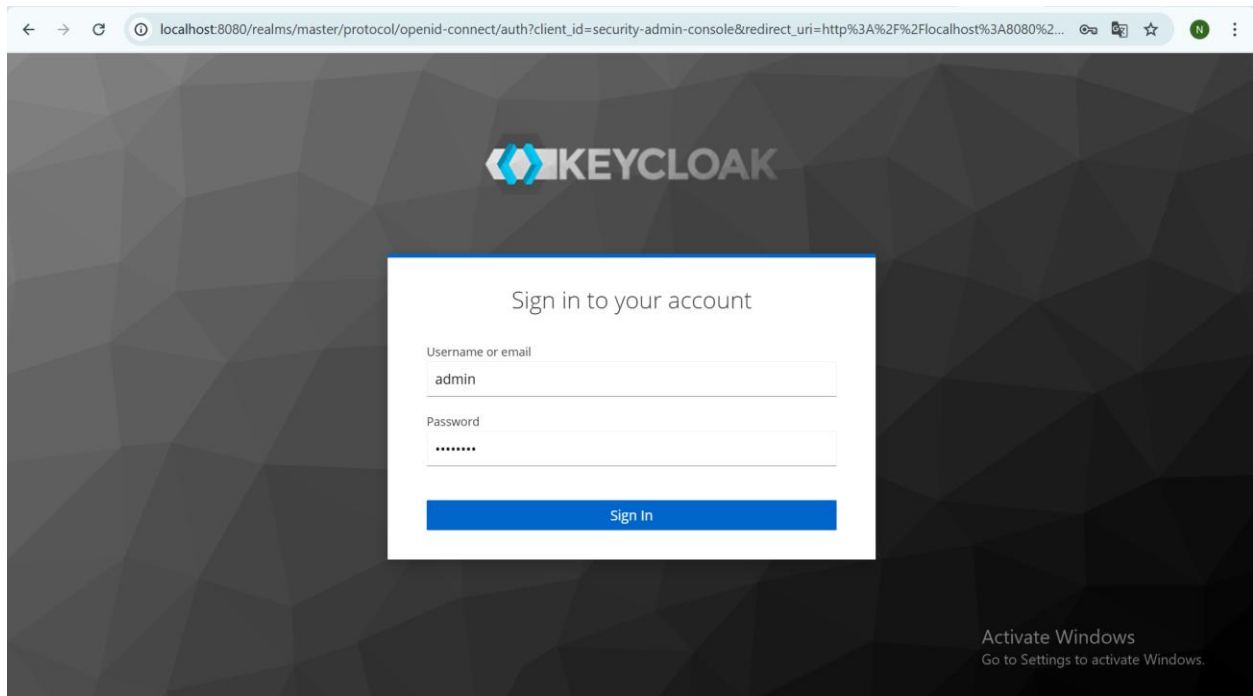 localhost:8080/realms/master/protocol/openid-connect/auth?client_id=security-admin-console&redirect_uri=http%3A%2F%2Flocalhost%3A8080%2...
N
KEYCLOAK
Sign in to your account
Username or email
admin
Password
••••••••
Sign In
Activate Windows
Go to Settings to activate Windows.